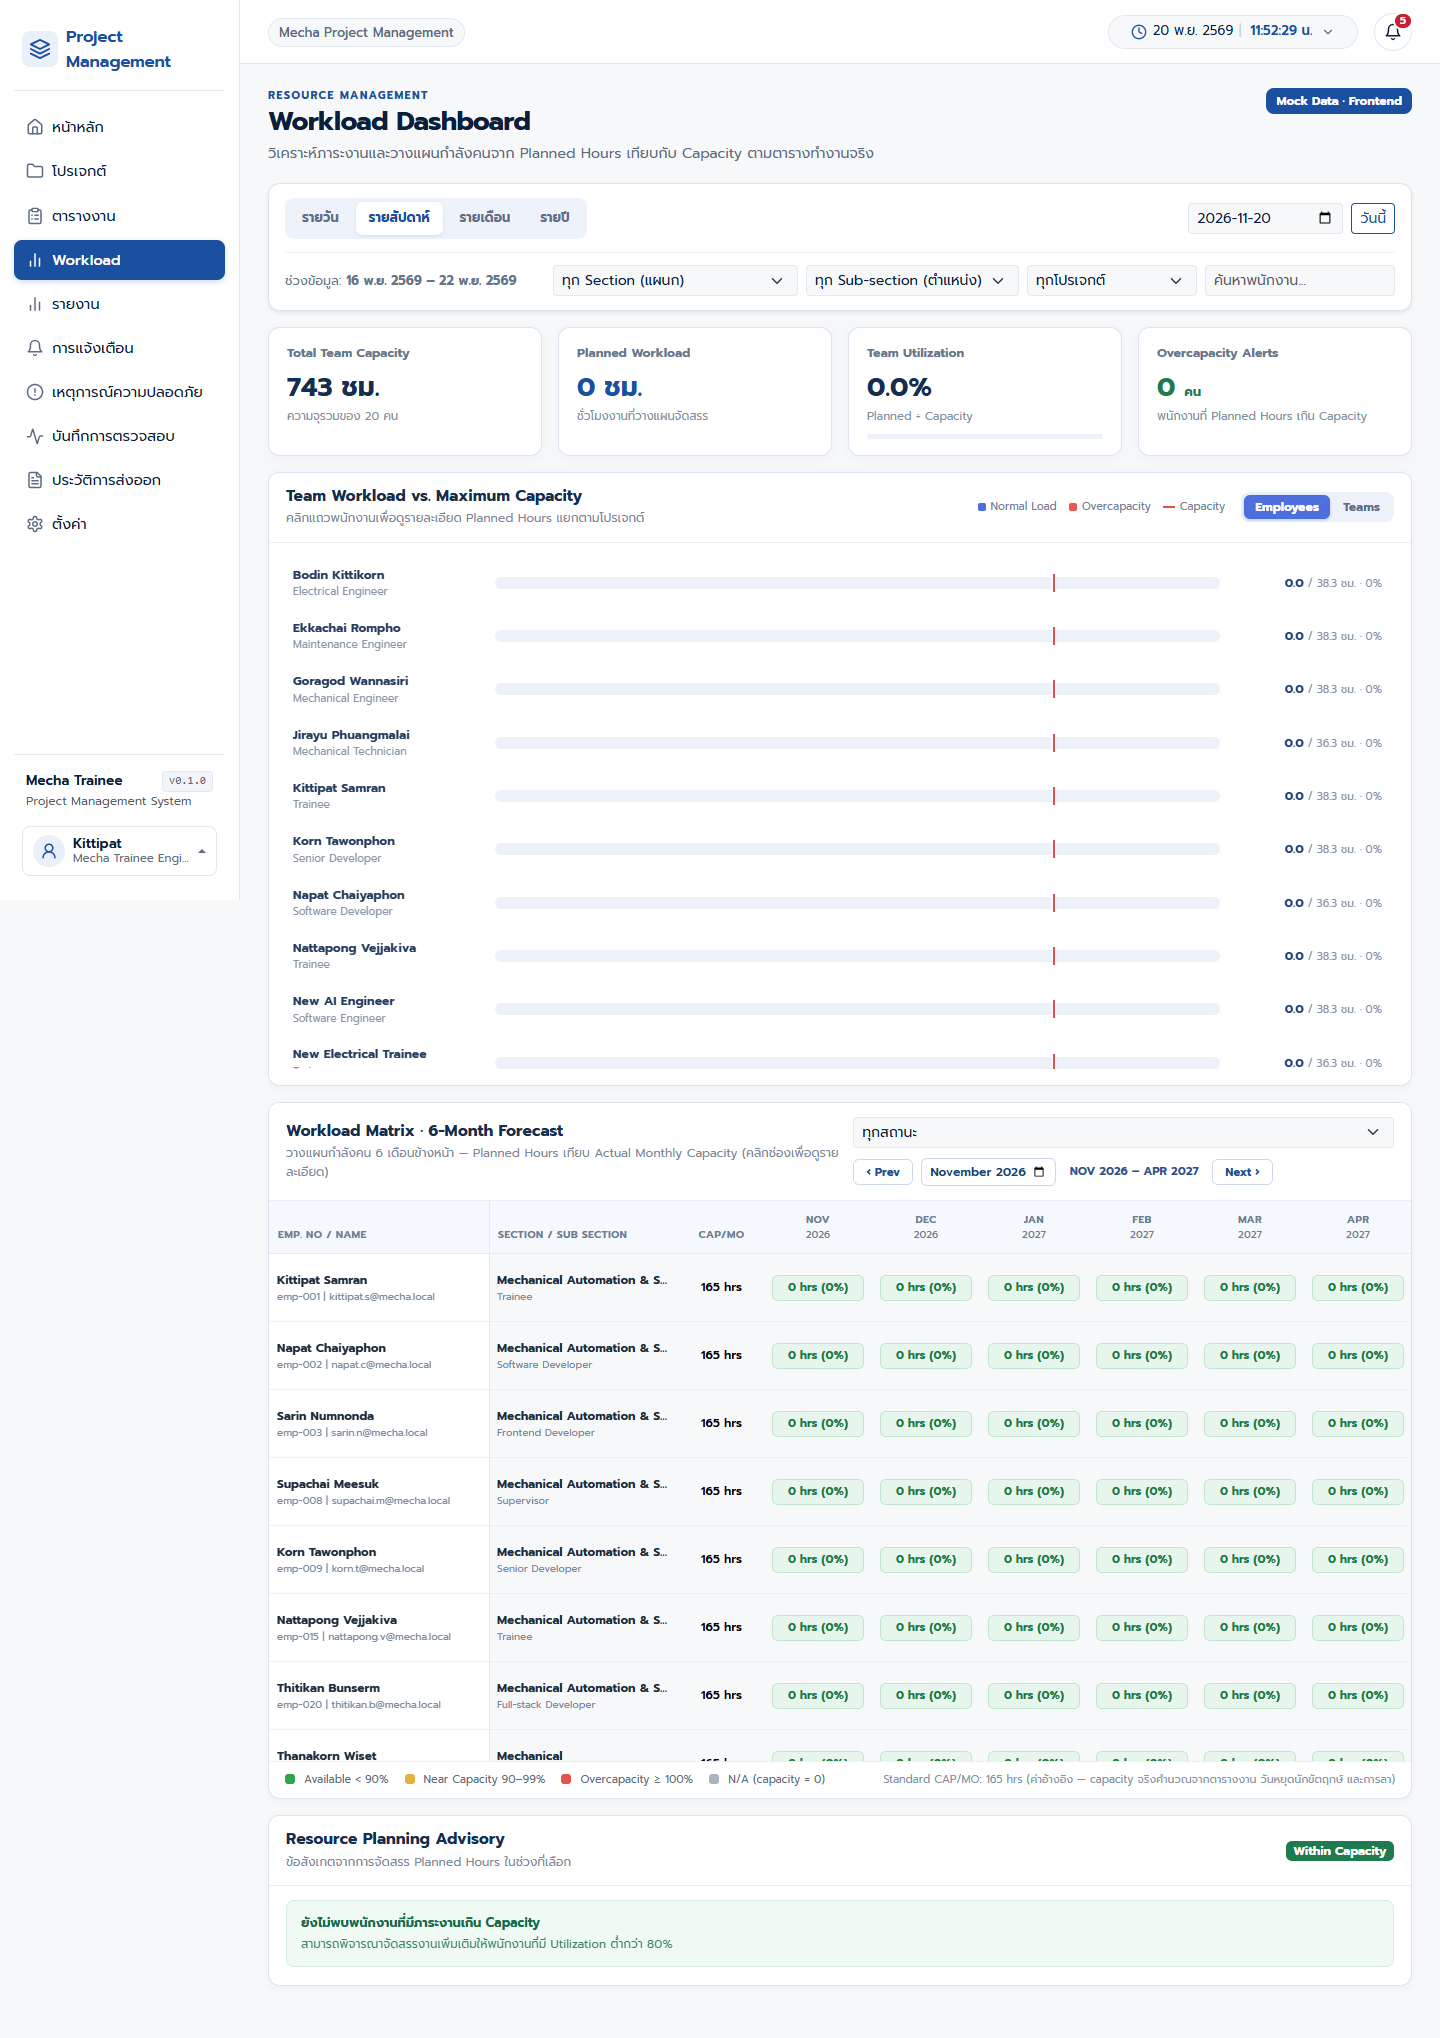 Project
Management
หน้าหลัก
โปรเจกต์
ตารางงาน
Workload
รายงาน
การแจ้งเตือน
เหตุการณ์ความปลอดภัย
บันทึกการตรวจสอบ
ประวัติการส่งออก
ตั้งค่า
Mecha Trainee v0.1.0
Project Management System
Kittipat
Mecha Trainee Engi...
Mecha Project Management
20 พ.ย. 2569 | 11:52:29 น.
5
RESOURCE MANAGEMENT
Workload Dashboard
วิเคราะห์ภาระงานและวางแผนกำลังคนจาก Planned Hours เทียบกับ Capacity ตามตารางทำงานจริง
Mock Data · Frontend
รายวัน รายสัปดาห์ รายเดือน รายปี
2026-11-20 วันนี้
ช่วงข้อมูล: 16 พ.ย. 2569 – 22 พ.ย. 2569
ทุก Section (แผนก) ทุก Sub-section (ตำแหน่ง) ทุกโปรเจกต์ ค้นหาพนักงาน...
Total Team Capacity
743 ชม.
ความจุรวมของ 20 คน
Planned Workload
0 ชม.
ชั่วโมงงานที่วางแผนจัดสรร
Team Utilization
0.0%
Planned ÷ Capacity
Overcapacity Alerts
0 คน
พนักงานที่ Planned Hours เกิน Capacity
Team Workload vs. Maximum Capacity
คลิกแถวพนักงานเพื่อดูรายละเอียด Planned Hours แยกตามโปรเจกต์
Normal Load Overcapacity Capacity Employees Teams
Bodin Kittikorn
Electrical Engineer
0.0 / 38.3 ชม. · 0%
Ekkachai Rompho
Maintenance Engineer
0.0 / 38.3 ชม. · 0%
Goragod Wannasiri
Mechanical Engineer
0.0 / 38.3 ชม. · 0%
Jirayu Phuangmalai
Mechanical Technician
0.0 / 36.3 ชม. · 0%
Kittipat Samran
Trainee
0.0 / 38.3 ชม. · 0%
Korn Tawonphon
Senior Developer
0.0 / 38.3 ชม. · 0%
Napat Chaiyaphon
Software Developer
0.0 / 36.3 ชม. · 0%
Nattapong Vejjakiva
Trainee
0.0 / 38.3 ชม. · 0%
New AI Engineer
Software Engineer
0.0 / 38.3 ชม. · 0%
New Electrical Trainee
0.0 / 36.3 ชม. · 0%
Workload Matrix · 6-Month Forecast
วางแผนกำลังคน 6 เดือนข้างหน้า — Planned Hours เทียบ Actual Monthly Capacity (คลิกช่องเพื่อดูราย
ละเอียด)
ทุกสถานะ
‹ Prev November 2026 NOV 2026 – APR 2027 Next ›
EMP. NO / NAME SECTION / SUB SECTION CAP/MO NOV 2026 DEC 2026 JAN 2027 FEB 2027 MAR 2027 APR 2027
Kittipat Samran Mechanical Automation & S... 165 hrs 0 hrs (0%) 0 hrs (0%) 0 hrs (0%) 0 hrs (0%) 0 hrs (0%) 0 hrs (0%)
emp-001 | kittipat.s@mecha.local Trainee
Napat Chaiyaphon Mechanical Automation & S... 165 hrs 0 hrs (0%) 0 hrs (0%) 0 hrs (0%) 0 hrs (0%) 0 hrs (0%) 0 hrs (0%)
emp-002 | napat.c@mecha.local Software Developer
Sarin Numnonda Mechanical Automation & S... 165 hrs 0 hrs (0%) 0 hrs (0%) 0 hrs (0%) 0 hrs (0%) 0 hrs (0%) 0 hrs (0%)
emp-003 | sarin.n@mecha.local Frontend Developer
Supachai Meesuk Mechanical Automation & S... 165 hrs 0 hrs (0%) 0 hrs (0%) 0 hrs (0%) 0 hrs (0%) 0 hrs (0%) 0 hrs (0%)
emp-008 | supachai.m@mecha.local Supervisor
Korn Tawonphon Mechanical Automation & S... 165 hrs 0 hrs (0%) 0 hrs (0%) 0 hrs (0%) 0 hrs (0%) 0 hrs (0%) 0 hrs (0%)
emp-009 | korn.t@mecha.local Senior Developer
Nattapong Vejjakiva Mechanical Automation & S... 165 hrs 0 hrs (0%) 0 hrs (0%) 0 hrs (0%) 0 hrs (0%) 0 hrs (0%) 0 hrs (0%)
emp-015 | nattapong.v@mecha.local Trainee
Thitikan Bunserm Mechanical Automation & S... 165 hrs 0 hrs (0%) 0 hrs (0%) 0 hrs (0%) 0 hrs (0%) 0 hrs (0%) 0 hrs (0%)
emp-020 | thitikan.b@mecha.local Full-stack Developer
Thanakorn Wiset Mechanical
Available < 90% Near Capacity 90–99% Overcapacity ≥ 100% N/A (capacity = 0) Standard CAP/MO: 165 hrs (ค่าอ้างอิง — capacity จริงคำนวณจากตารางงาน วันหยุดนักขัตฤกษ์ และการลา)
Resource Planning Advisory
ข้อสังเกตจากการจัดสรร Planned Hours ในช่วงที่เลือก
Within Capacity
ยังไม่พบพนักงานที่มีภาระงานเกิน Capacity
สามารถพิจารณาจัดสรรงานเพิ่มเติมให้พนักงานที่มี Utilization ต่ำกว่า 80%